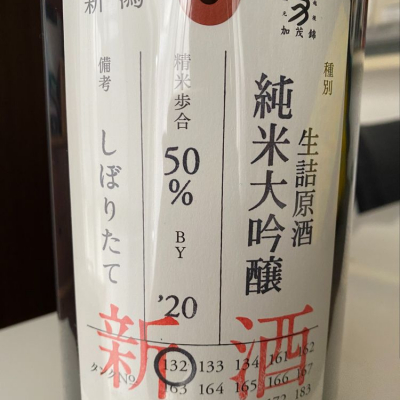 新潟
加茂錦
種別
生詰原酒
純米大吟醸
精米歩合
50%
BY
'20
備考
しぼりたて
新酒
タンクNo.
132 133 134 161 162
163 164 165 166 167
183